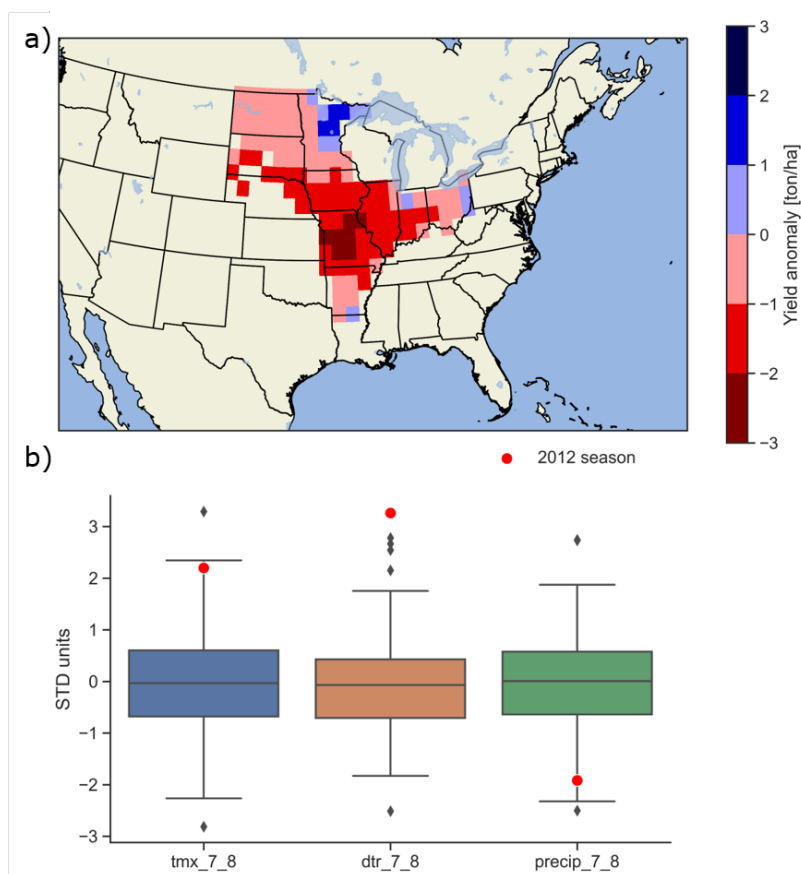 a)
3
2
1
0
−1
−2
−3
Yield anomaly [ton/ha]
b)
2012 season
3
2
1
0
−1
−2
−3
STD units
tmx_7_8
dtr_7_8
precip_7_8